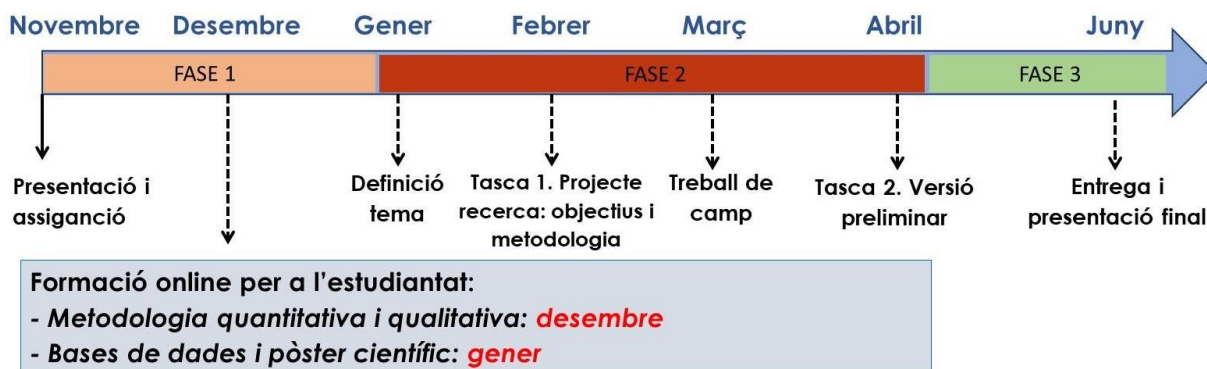 Novembre Desembre Gener Febrer Març Abril Juny
FASE 1 FASE 2 FASE 3
Presentació i
assiganció
Definició
tema
Tasca 1. Projecte
recerca: objectius i
metodologia
Treball de
camp
Tasca 2. Versió
preliminar
Entrega i
presentació final
Formació online per a l'estudiantat:
- Metodologia quantitativa i qualitativa: desembre
- Bases de dades i pòster científic: gener